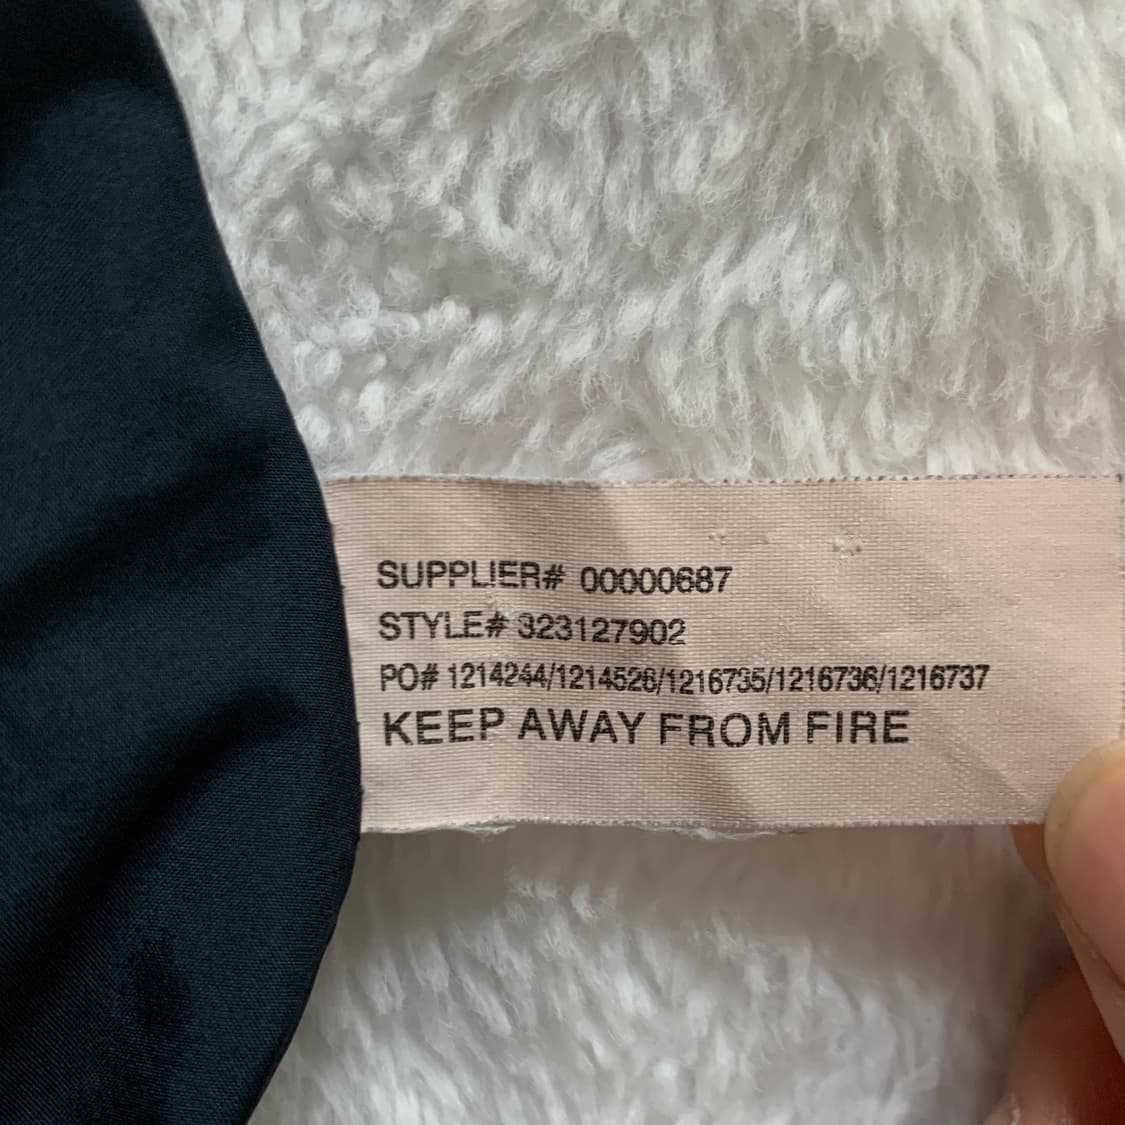 SUPPLIER# 00000687
STYLE# 323127902
PO# 1214244/1214526/1216735/1216736/1216737
KEEP AWAY FROM FIRE